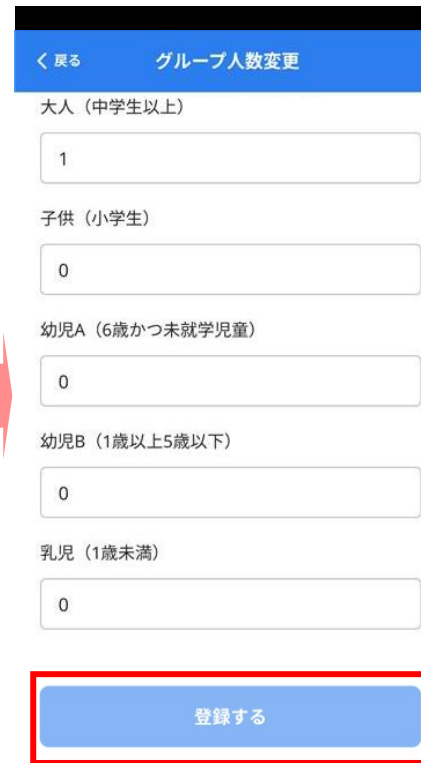 戻る グループ人数変更
大人（中学生以上）
1
子供（小学生）
0
幼児A（6歳かつ未就学児童）
0
幼児B（1歳以上5歳以下）
0
乳児（1歳未満）
0
登録する